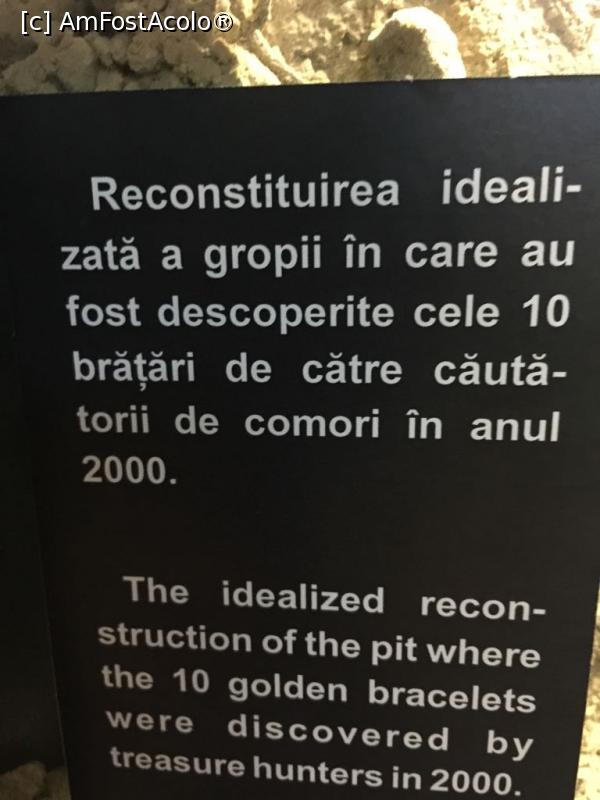 [c] AmFostAcolo®
Reconstituirea ideali-
zată a gropii în care au
fost descoperite cele 10
brățări de către căută-
torii de comori în anul
2000.
The idealized recon-
struction of the pit where
the 10 golden bracelets
were discovered by
treasure hunters in 2000.